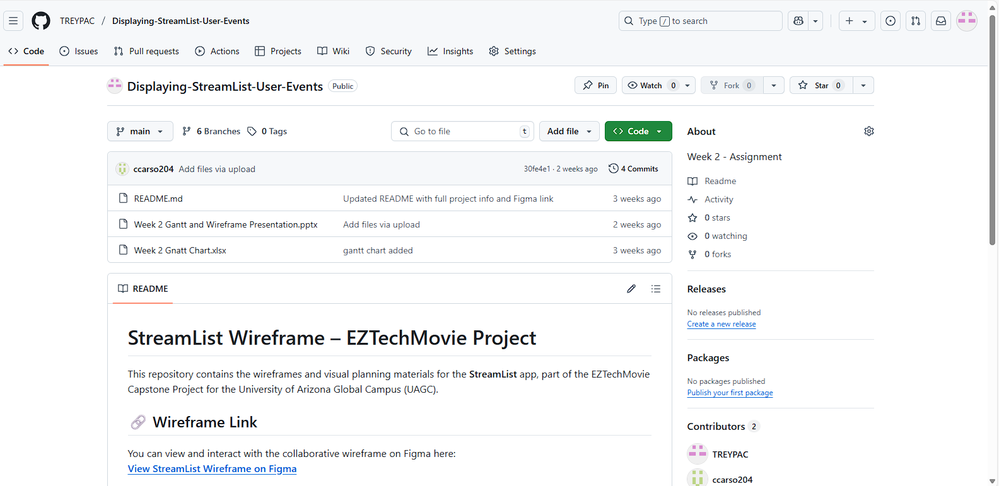 TREYPAC / Displaying-StreamList-User-Events
Type / to search
Code
Issues
Pull requests
Actions
Projects
Wiki
Security
Insights
Settings
Displaying-StreamList-User-Events Public
Pin
Watch 0
Fork 0
Star 0
main
6 Branches
0 Tags
Go to file t
Add file
Code
ccarso204 Add files via upload 30fe4e1 · 2 weeks ago 4 Commits
README.md Updated README with full project info and Figma link 3 weeks ago
Week 2 Gantt and Wireframe Presentation.pptx Add files via upload 2 weeks ago
Week 2 Gnatt Chart.xlsx gantt chart added 3 weeks ago
README
StreamList Wireframe – EZTechMovie Project
This repository contains the wireframes and visual planning materials for the StreamList app, part of the EZTechMovie
Capstone Project for the University of Arizona Global Campus (UAGC).
Wireframe Link
You can view and interact with the collaborative wireframe on Figma here:
View StreamList Wireframe on Figma
About
Week 2 - Assignment
Readme
Activity
0 stars
0 watching
0 forks
Releases
No releases published
Create a new release
Packages
No packages published
Publish your first package
Contributors 2
TREYPAC
ccarso204